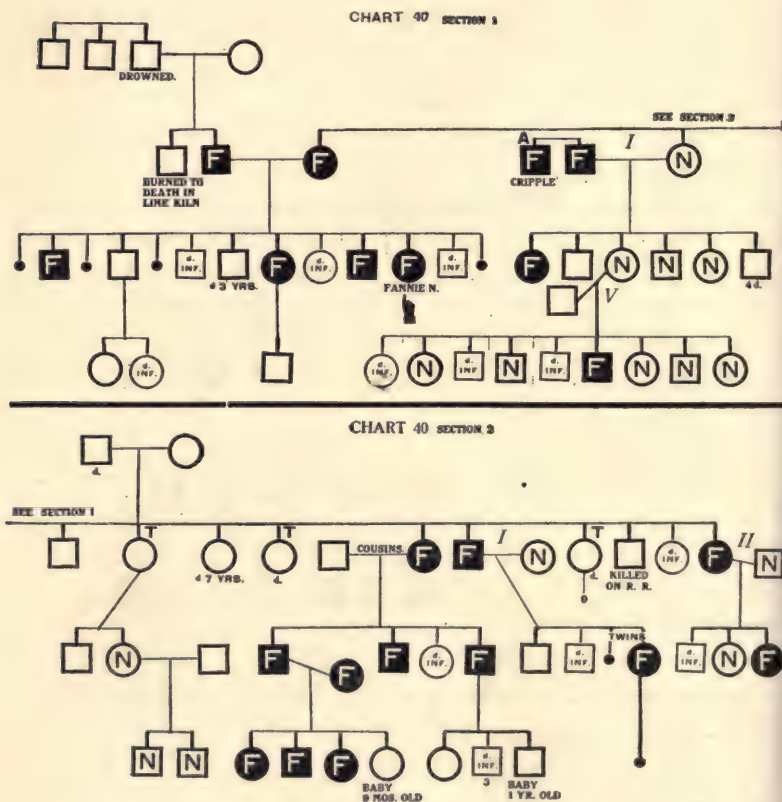 CHART 40 SECTION 1
DROWNED.
SEE SECTION 2
A
F F F F I N
BURNED TO DEATH IN LIME KILN
CRIPPLE
F d. INF. d 3 YRS. F d. INF. F F d. INF. F N N N 4 d.
FANNIE N.
V
d. INF. d. INF. N d. INF. N d. INF. F N N N
CHART 40 SECTION 2
d.
SEE SECTION 1
T T COUSINS. F F I N T d. INF. F II N
d 7 YRS. d. d. KILLED ON R. R.
0
TWINS
N F F F d. INF. F d. INF. F d. INF. N F
N N F F F d. INF.
BABY 9 MOS. OLD 3 BABY 1 YR. OLD